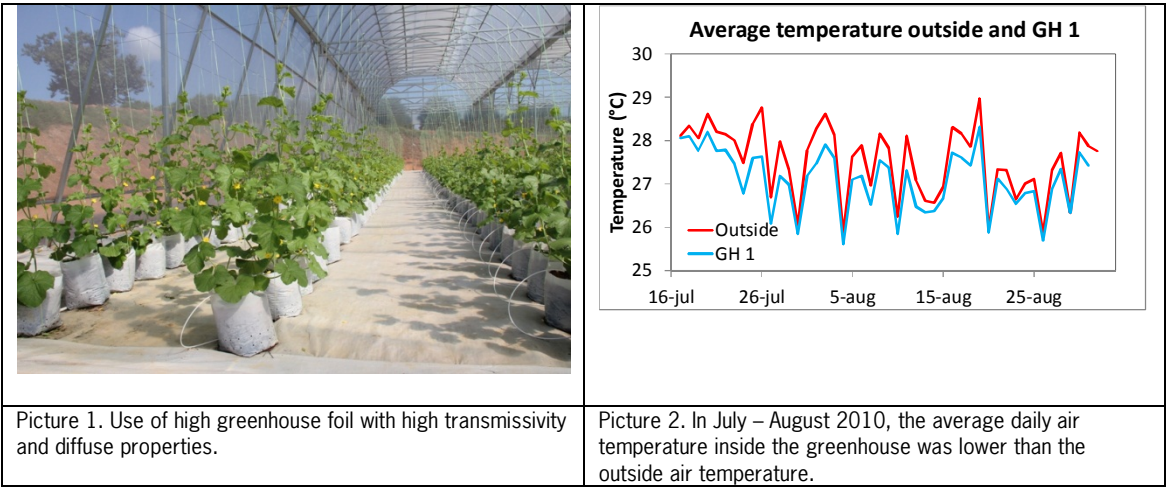 Average temperature outside and GH 1
30
29
28
27
26
25
Temperature (°C)
Outside
GH 1
16-jul 26-jul 5-aug 15-aug 25-aug
Picture 1. Use of high greenhouse foil with high transmissivity
and diffuse properties.
Picture 2. In July – August 2010, the average daily air
temperature inside the greenhouse was lower than the
outside air temperature.